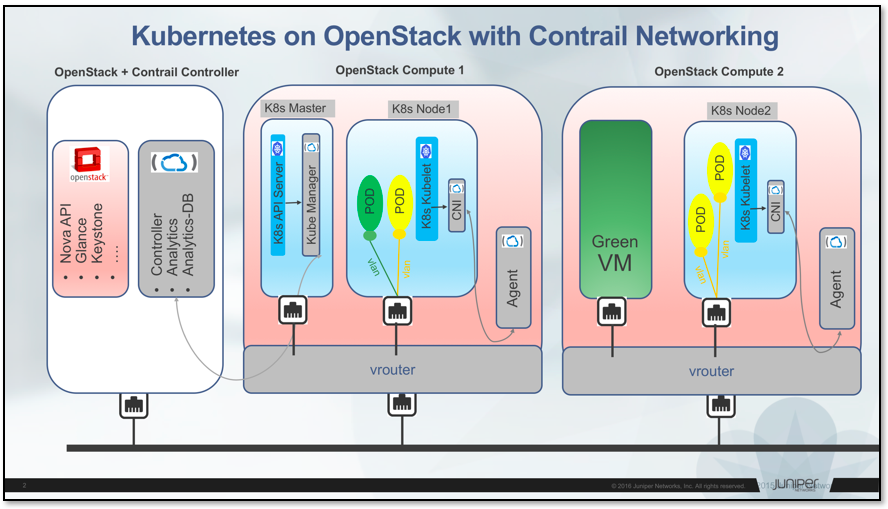 Kubernetes on OpenStack with Contrail Networking
OpenStack + Contrail Controller
OpenStack Compute 1
OpenStack Compute 2
openstack
• Nova API
• Glance
• Keystone
• ….
• Controller
• Analytics
• Analytics-DB
K8s Master
K8s API Server
Kube Manager
K8s Node1
POD
POD
vlan
vlan
K8s Kubelet
CNI
Agent
vrouter
Green
VM
K8s Node2
POD
POD
vlan
vlan
K8s Kubelet
CNI
Agent
vrouter
2
© 2016 Juniper Networks, Inc. All rights reserved.
JUNIPER
NETWORKS